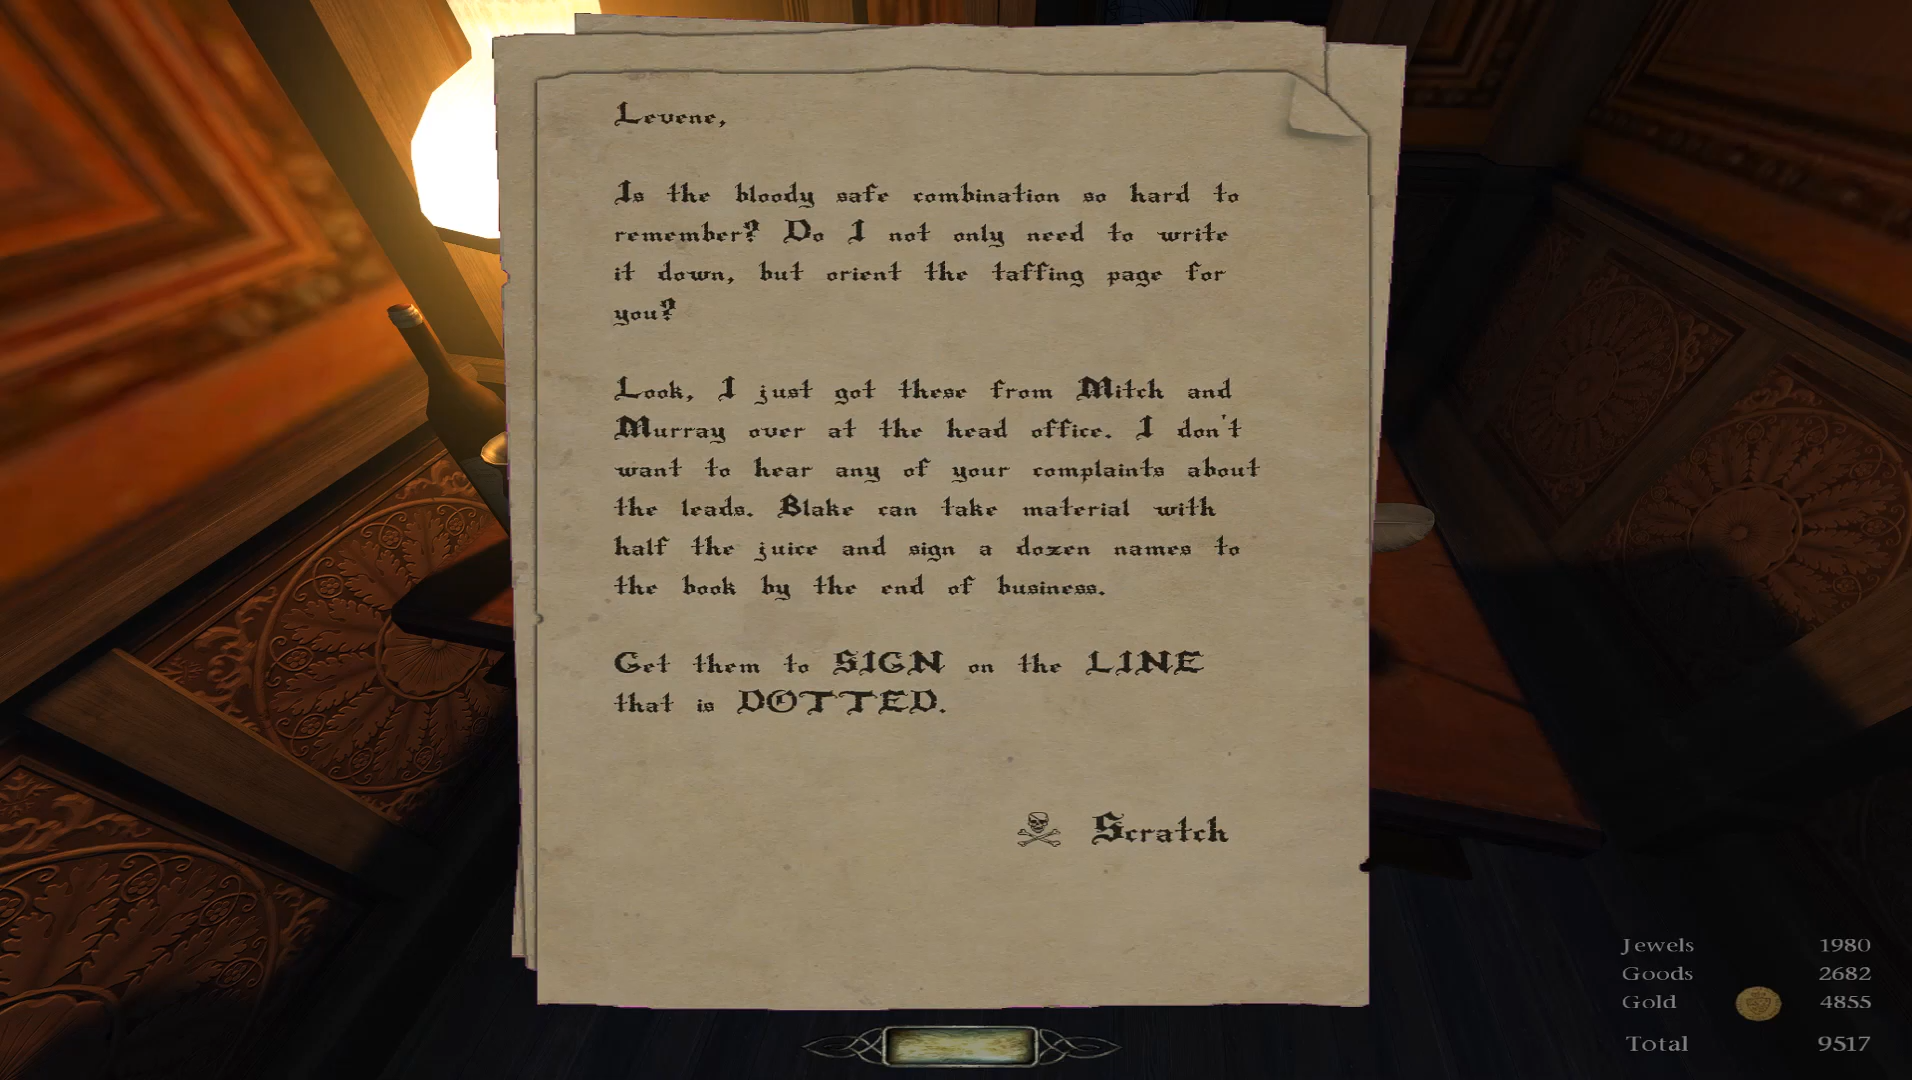 Levene,
Is the bloody safe combination so hard to
remember? Do I not only need to write
it down, but orient the taffing page for
you?
Look, I just got these from Mitch and
Murray over at the head office. I don't
want to hear any of your complaints about
the leads. Blake can take material with
half the juice and sign a dozen names to
the book by the end of business.
Get them to SIGN on the LINE
that is DOTTED.
Scratch
Jewels 1980
Goods 2682
Gold 4855
Total 9517